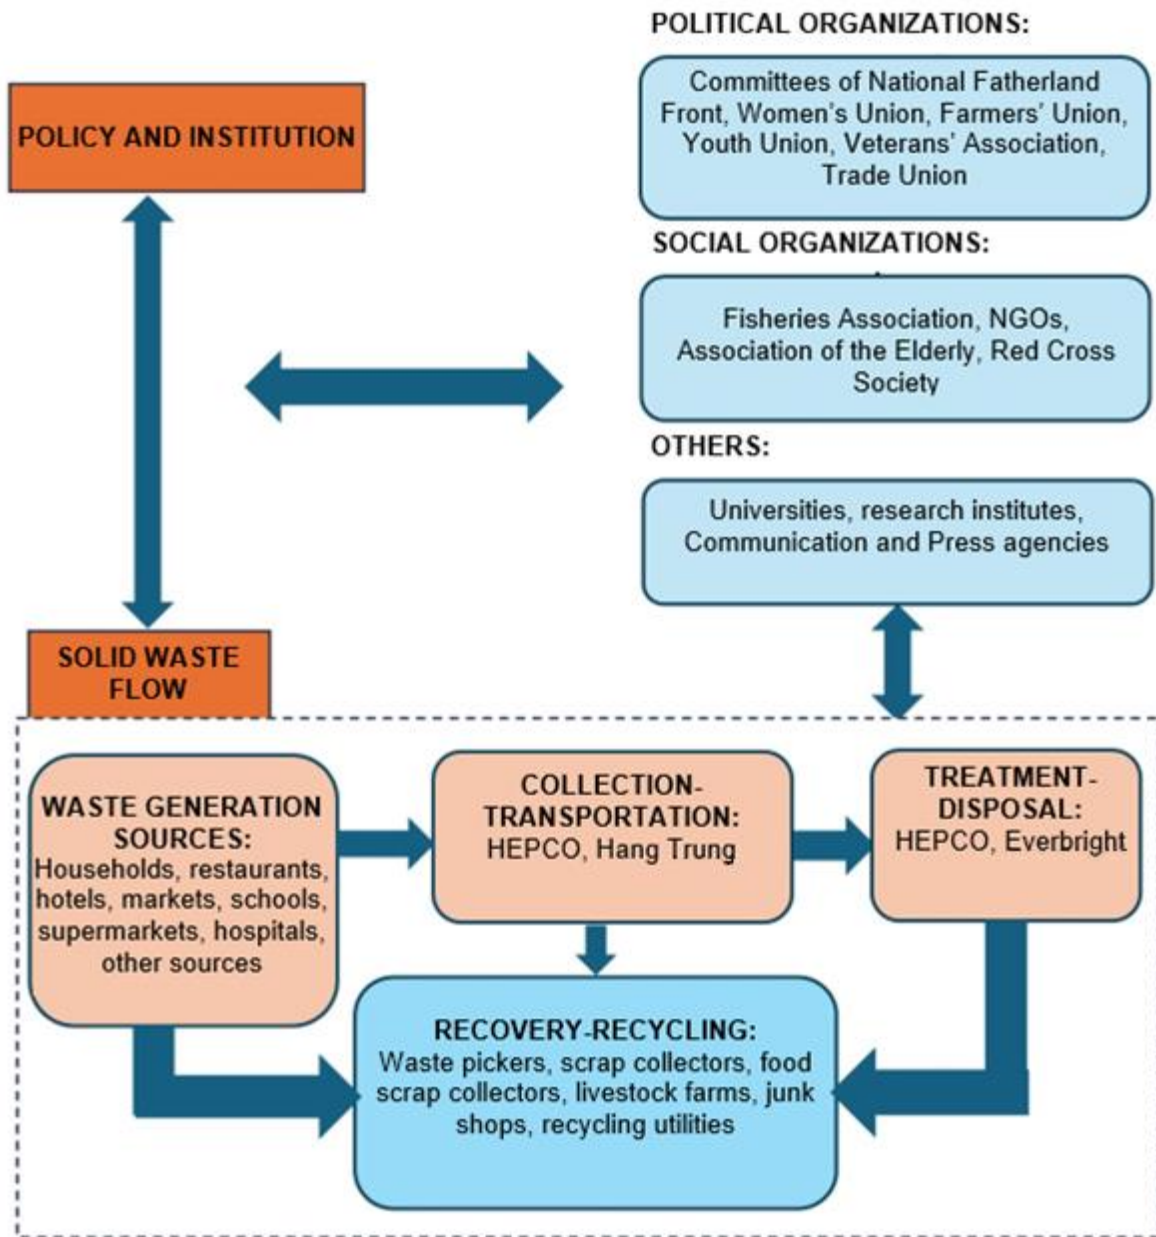 POLITICAL ORGANIZATIONS:
Committees of National Fatherland
Front, Women's Union, Farmers' Union,
Youth Union, Veterans' Association,
Trade Union
POLICY AND INSTITUTION
SOCIAL ORGANIZATIONS:
Fisheries Association, NGOs,
Association of the Elderly, Red Cross
Society
OTHERS:
Universities, research institutes,
Communication and Press agencies
SOLID WASTE
FLOW
WASTE GENERATION
SOURCES:
Households, restaurants,
hotels, markets, schools,
supermarkets, hospitals,
other sources
COLLECTION-
TRANSPORTATION:
HEPCO, Hang Trung
TREATMENT-
DISPOSAL:
HEPCO, Everbright
RECOVERY-RECYCLING:
Waste pickers, scrap collectors, food
scrap collectors, livestock farms, junk
shops, recycling utilities